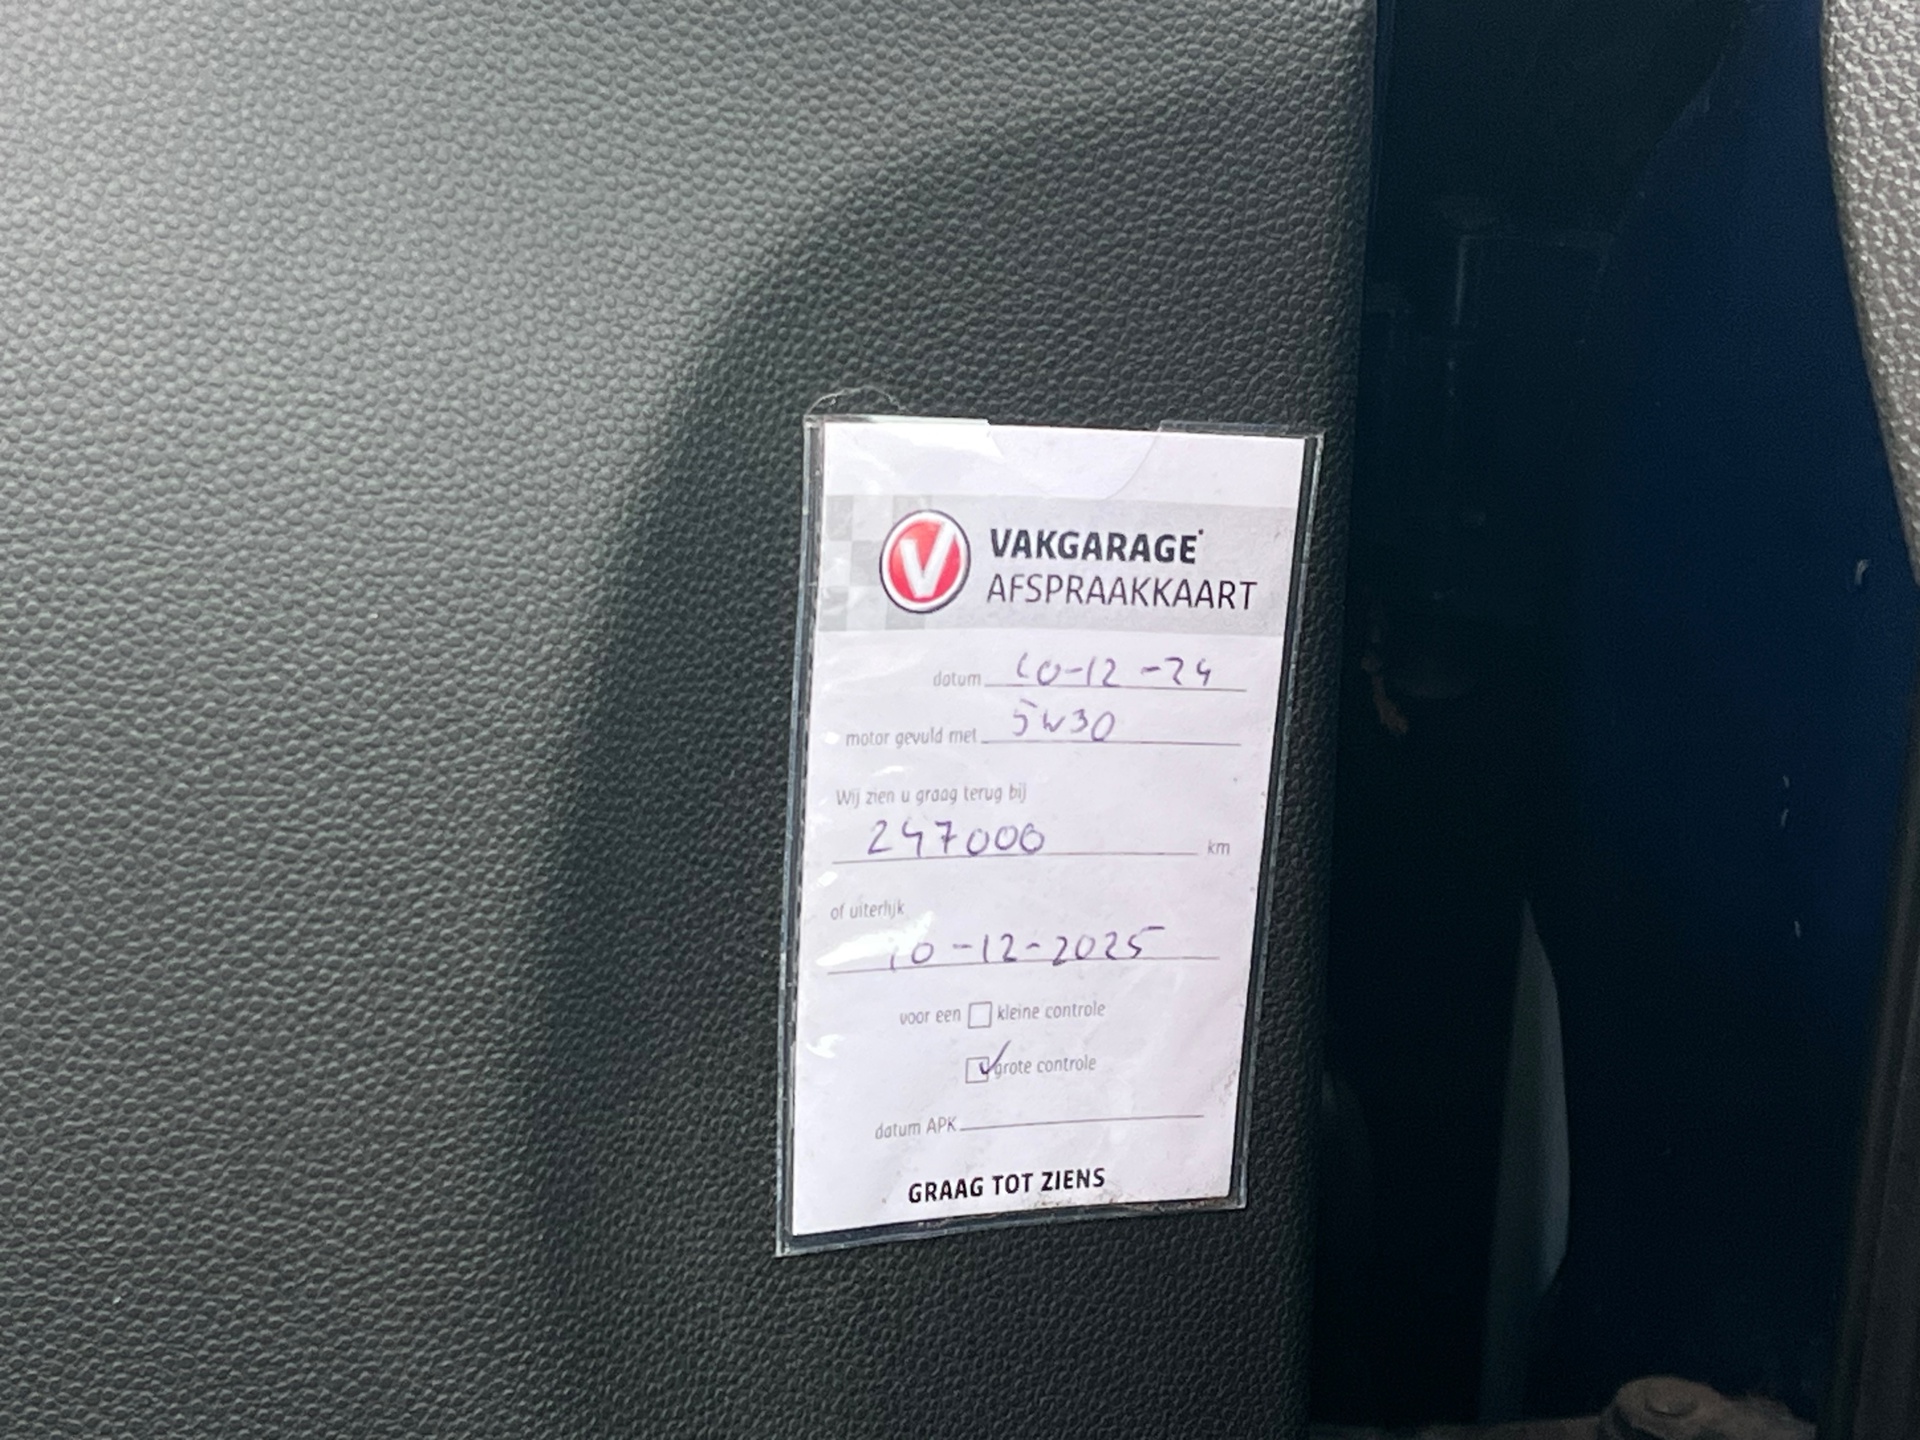 V VAKGARAGE
AFSPRAAKKAART
datum 10-12-24
motor gevuld met 5W30
Wij zien u graag terug bij
247000 km
of uiterlijk
10-12-2025
voor een kleine controle
grote controle
datum APK
GRAAG TOT ZIENS